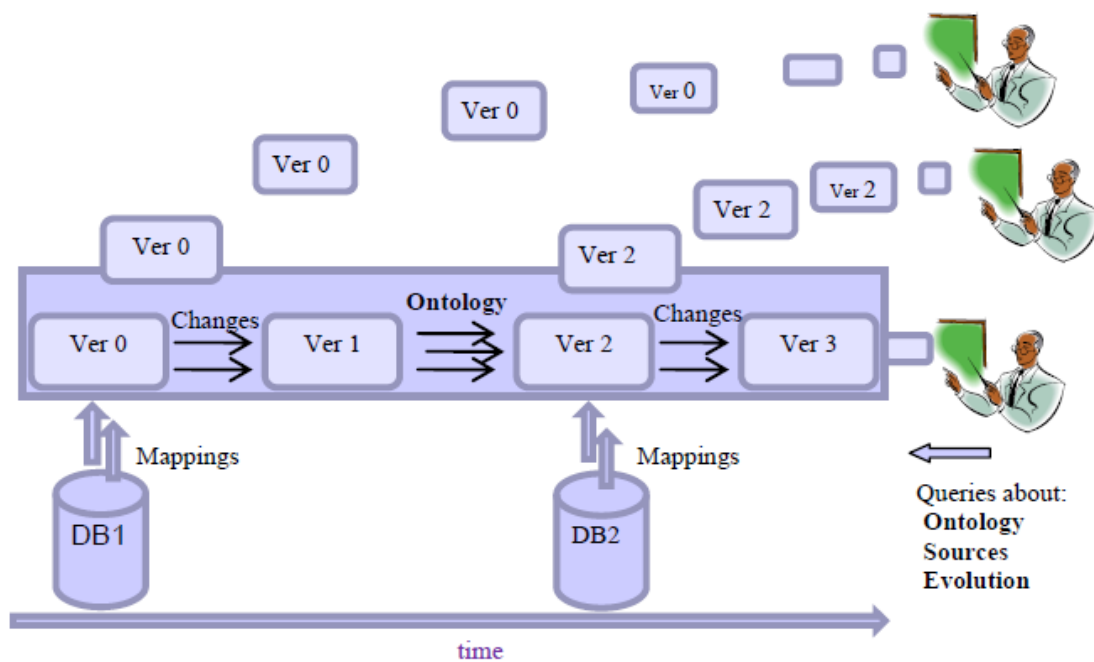 Ver 0
Ver 0
Ver 0
Ver 2
Ver 2
Ver 0
Ver 2
Ontology
Changes
Changes
Ver 0
Ver 1
Ver 2
Ver 3
Mappings
Mappings
DB1
DB2
Queries about:
Ontology
Sources
Evolution
time